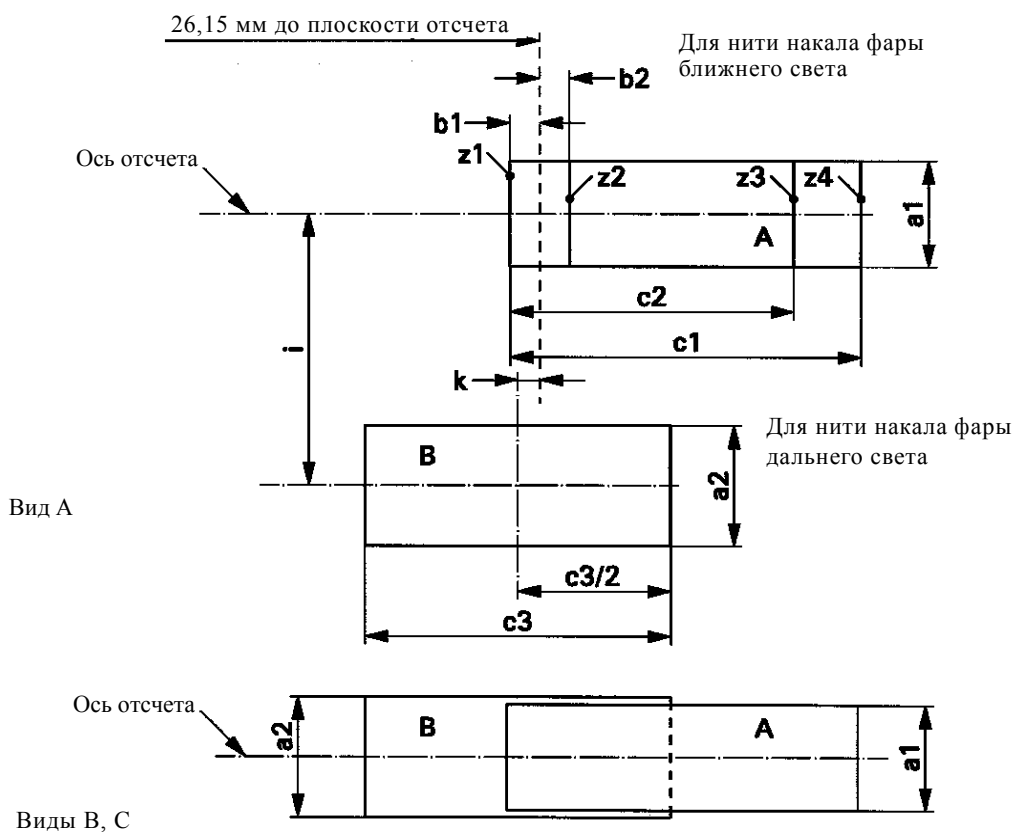 26,15 мм до плоскости отсчета
Для нити накала фары
ближнего света
b2
b1
z1
Ось отсчета
z2
z3
z4
a1
A
c2
c1
i
k
Для нити накала фары
дальнего света
B
a2
Вид А
c3/2
c3
Ось отсчета
a2
B
A
a1
Виды В, С